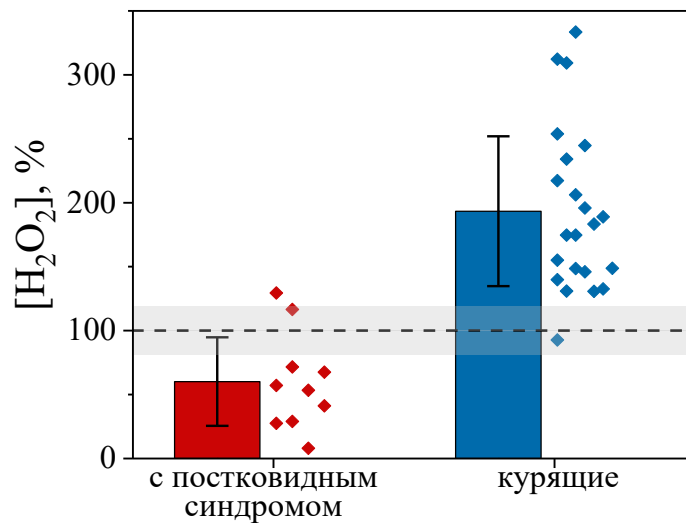 [H₂O₂], %
300
200
100
0
с постковидным
синдромом
курящие